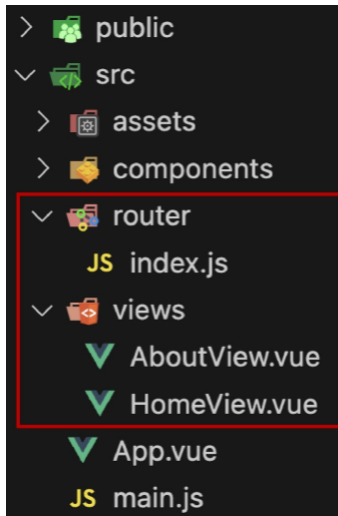 public
src
assets
components
router
JS index.js
views
AboutView.vue
HomeView.vue
App.vue
JS main.js